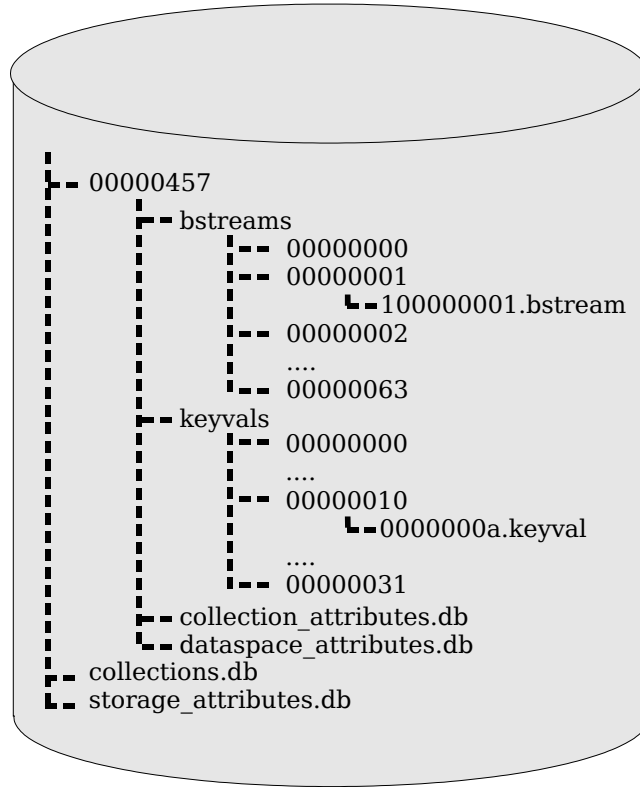 00000457
bstreams
00000000
00000001
100000001.bstream
00000002
....
00000063
keyvals
00000000
....
00000010
0000000a.keyval
....
00000031
collection_attributes.db
dataspace_attributes.db
collections.db
storage_attributes.db